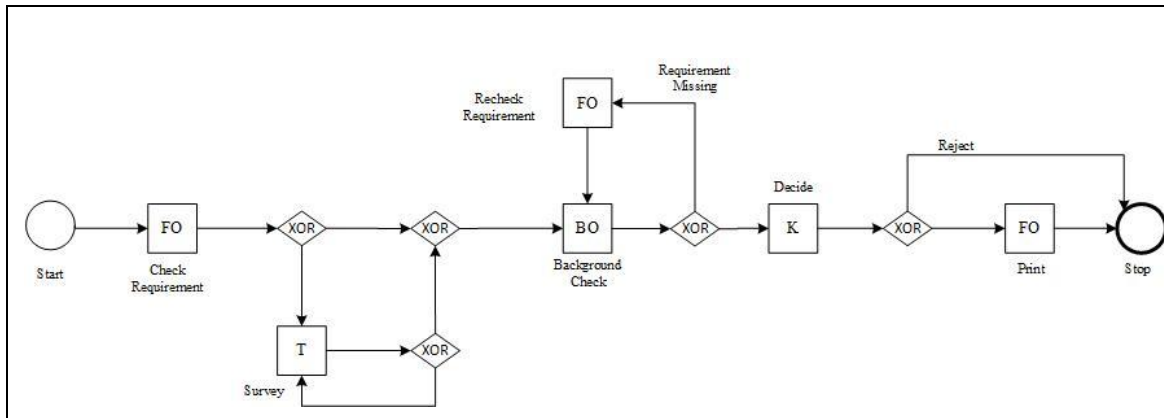 Requirement
Missing
Recheck
Requirement
FO
Reject
Decide
Start
FO
Check
Requirement
XOR
XOR
BO
Background
Check
XOR
K
XOR
FO
Print
Stop
T
Survey
XOR